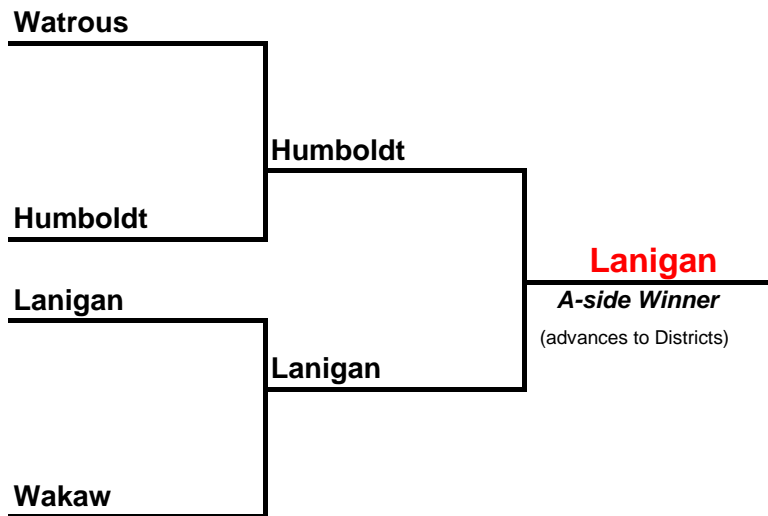 Watrous
Humboldt
Humboldt
Lanigan
Lanigan
A-side Winner
(advances to Districts)
Lanigan
Wakaw